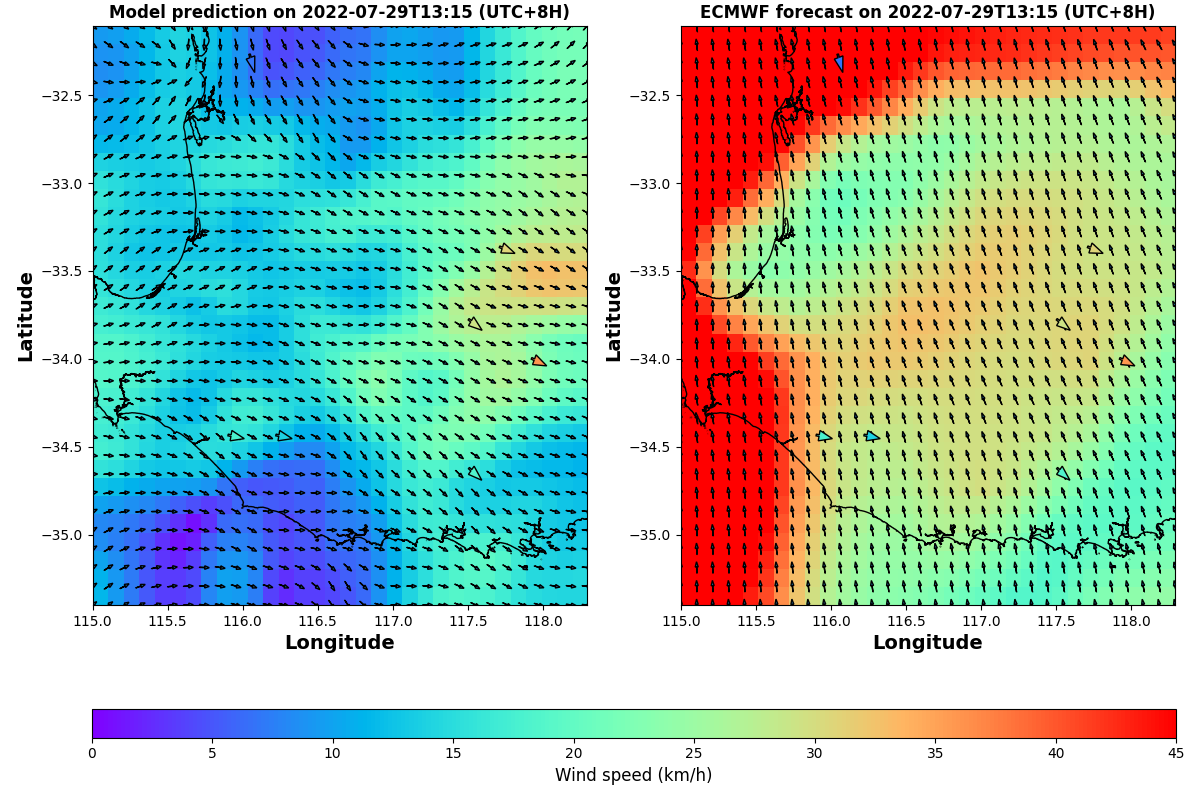 Model prediction on 2022-07-29T13:15 (UTC+8H)
ECMWF forecast on 2022-07-29T13:15 (UTC+8H)
Latitude
−32.5
−33.0
−33.5
−34.0
−34.5
−35.0
115.0 115.5 116.0 116.5 117.0 117.5 118.0
Longitude
Latitude
−32.5
−33.0
−33.5
−34.0
−34.5
−35.0
115.0 115.5 116.0 116.5 117.0 117.5 118.0
Longitude
0 5 10 15 20 25 30 35 40 45
Wind speed (km/h)